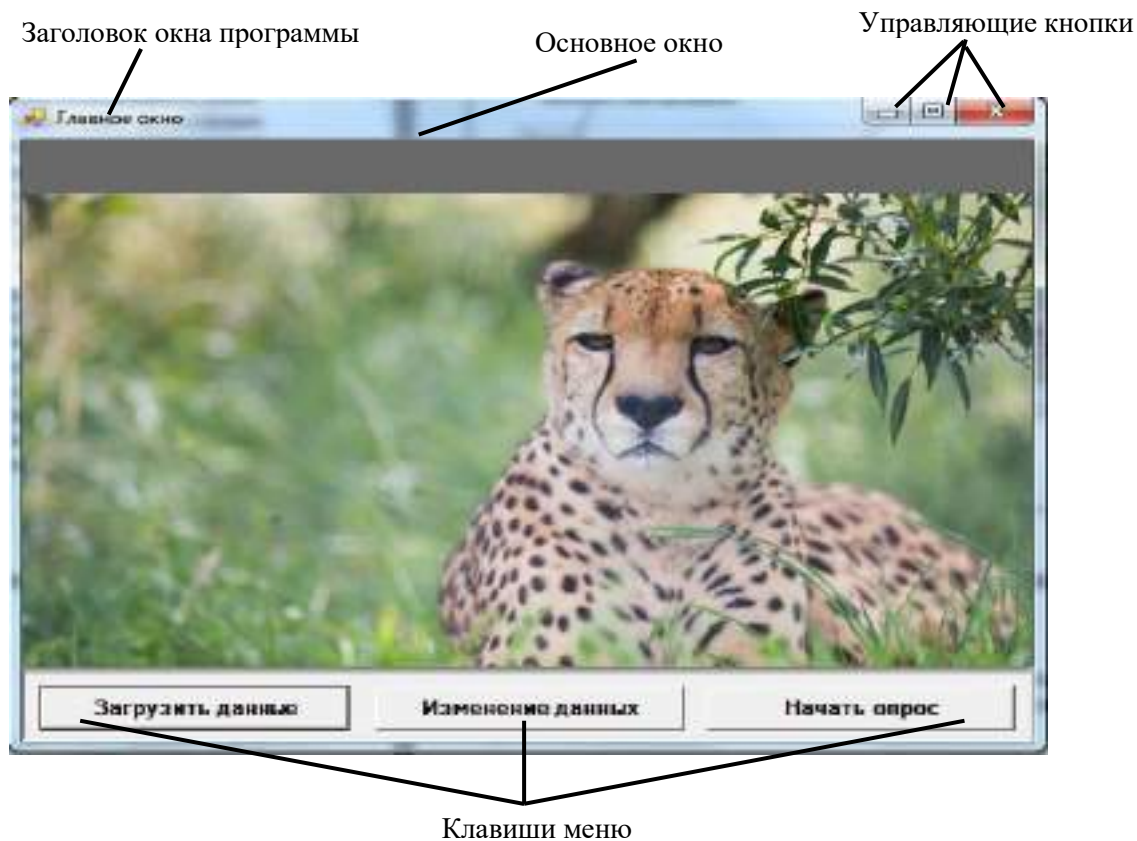 Управляющие кнопки
Заголовок окна программы
Основное окно
Главное окно
Загрузить данные
Изменение данных
Начать опрос
Клавиши меню